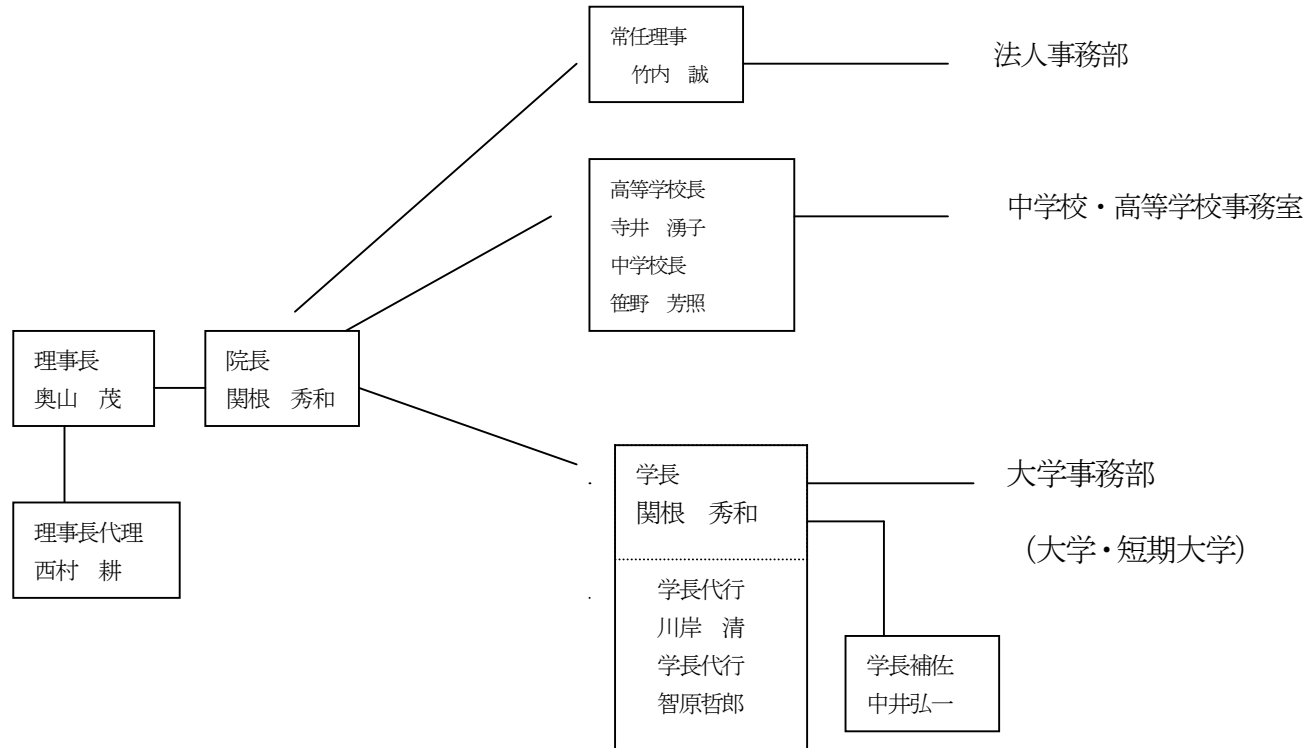 常任理事
竹内　誠
法人事務部
高等学校長
寺井　湧子
中学校長
笹野　芳照
中学校・高等学校事務室
理事長
奥山　茂
院長
関根　秀和
理事長代理
西村　耕
学長
関根　秀和
大学事務部
（大学・短期大学）
学長代行
川岸　清
学長代行
智原哲郎
学長補佐
中井弘一